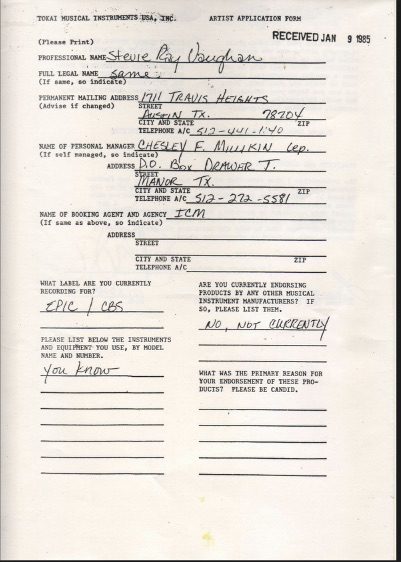 TOKAI MUSICAL INSTRUMENTS USA, INC. ARTIST APPLICATION FORM
RECEIVED JAN 9 1985
(Please Print)
PROFESSIONAL NAME Stevie Ray Vaughan
FULL LEGAL NAME same.
(If same, so indicate)
PERMANENT MAILING ADDRESS 1711 TRAVIS HEIGHTS
(Advise if changed) STREET
AUSTIN TX. 78704
CITY AND STATE ZIP
TELEPHONE A/C 512-441-1140
NAME OF PERSONAL MANAGER CHESLEY F. MILLIKIN
(If self managed, so indicate)
ADDRESS P.O. BOX DRAWER T.
STREET
MANOR TX.
CITY AND STATE ZIP
TELEPHONE A/C 512-272-5581
NAME OF BOOKING AGENT AND AGENCY ICM
(If same as above, so indicate)
ADDRESS
STREET
CITY AND STATE ZIP
TELEPHONE A/C
WHAT LABEL ARE YOU CURRENTLY
RECORDING FOR?
EPIC / CBS
ARE YOU CURRENTLY ENDORSING
PRODUCTS BY ANY OTHER MUSICAL
INSTRUMENT MANUFACTURERS? IF
SO, PLEASE LIST THEM.
NO, NOT CURRENTLY
PLEASE LIST BELOW THE INSTRUMENTS
AND EQUIPMENT YOU USE, BY MODEL
NAME AND NUMBER.
you know
WHAT WAS THE PRIMARY REASON FOR
YOUR ENDORSEMENT OF THESE PRO-
DUCTS? PLEASE BE CANDID.